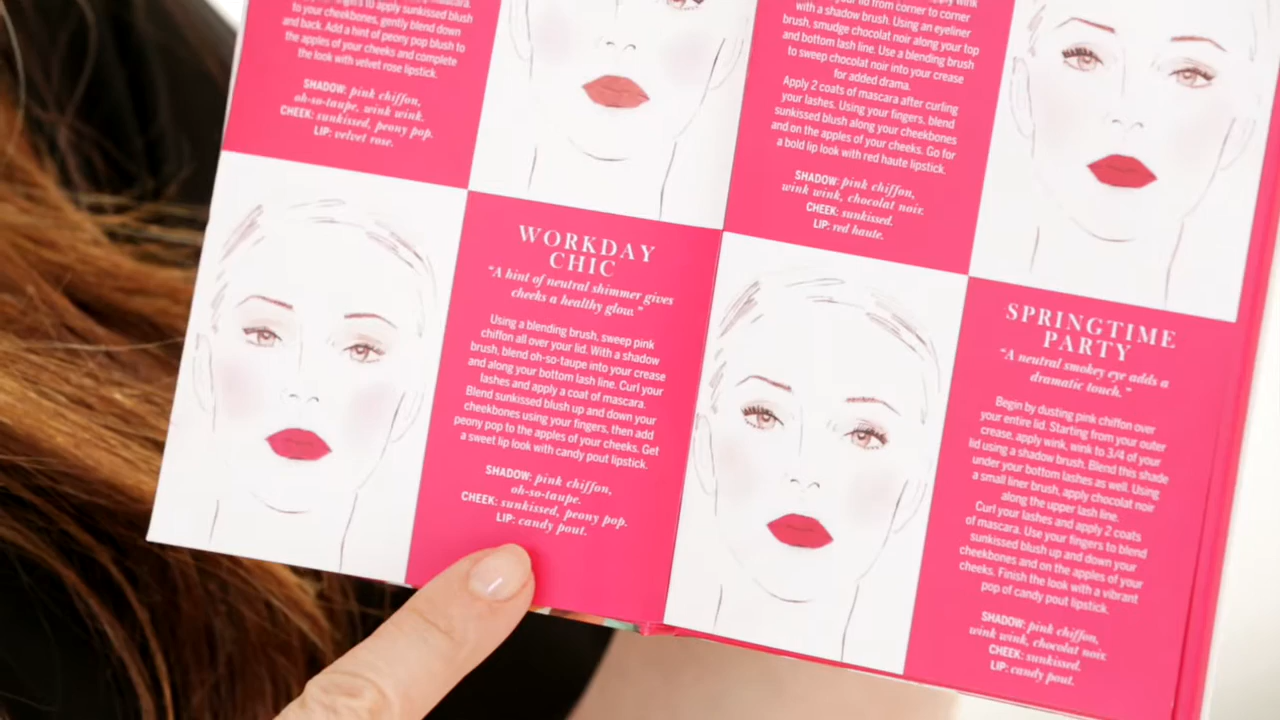 to apply sunkissed blush
to your cheekbones, gently blend down
and back. Add a hint of peony pop blush to
the apples of your cheeks and complete
the look with velvet rose lipstick.
SHADOW: pink chiffon,
oh-so-taupe, wink wink.
CHEEK: sunkissed, peony pop.
LIP: velvet rose.
WORKDAY
CHIC
“A hint of neutral shimmer gives
cheeks a healthy glow.”
Using a blending brush, sweep pink
chiffon all over your lid. With a shadow
brush, blend oh-so-taupe into your crease
and along your bottom lash line. Curl your
lashes and apply a coat of mascara.
Blend sunkissed blush up and down your
cheekbones using your fingers, then add
peony pop to the apples of your cheeks. Get
a sweet lip look with candy pout lipstick.
SHADOW: pink chiffon,
oh-so-taupe.
CHEEK: sunkissed, peony pop.
LIP: candy pout.
lid from corner to corner
with a shadow brush. Using an eyeliner
brush, smudge chocolat noir along your top
and bottom lash line. Use a blending brush
to sweep chocolat noir into your crease
for added drama.
Apply 2 coats of mascara after curling
your lashes. Using your fingers, blend
sunkissed blush along your cheekbones
and on the apples of your cheeks. Go for
a bold lip look with red haute lipstick.
SHADOW: pink chiffon,
wink wink, chocolat noir.
CHEEK: sunkissed.
LIP: red haute.
SPRINGTIME
PARTY
“A neutral smokey eye adds a
dramatic touch.”
Begin by dusting pink chiffon over
your entire lid. Starting from your outer
crease, apply wink, wink to 3/4 of your
lid using a shadow brush. Blend this shade
under your bottom lashes as well. Using
a small liner brush, apply chocolat noir
along the upper lash line.
Curl your lashes and apply 2 coats
of mascara. Use your fingers to blend
sunkissed blush up and down your
cheekbones and on the apples of your
cheeks. Finish the look with a vibrant
pop of candy pout lipstick.
SHADOW: pink chiffon,
wink wink, chocolat noir.
CHEEK: sunkissed.
LIP: candy pout.